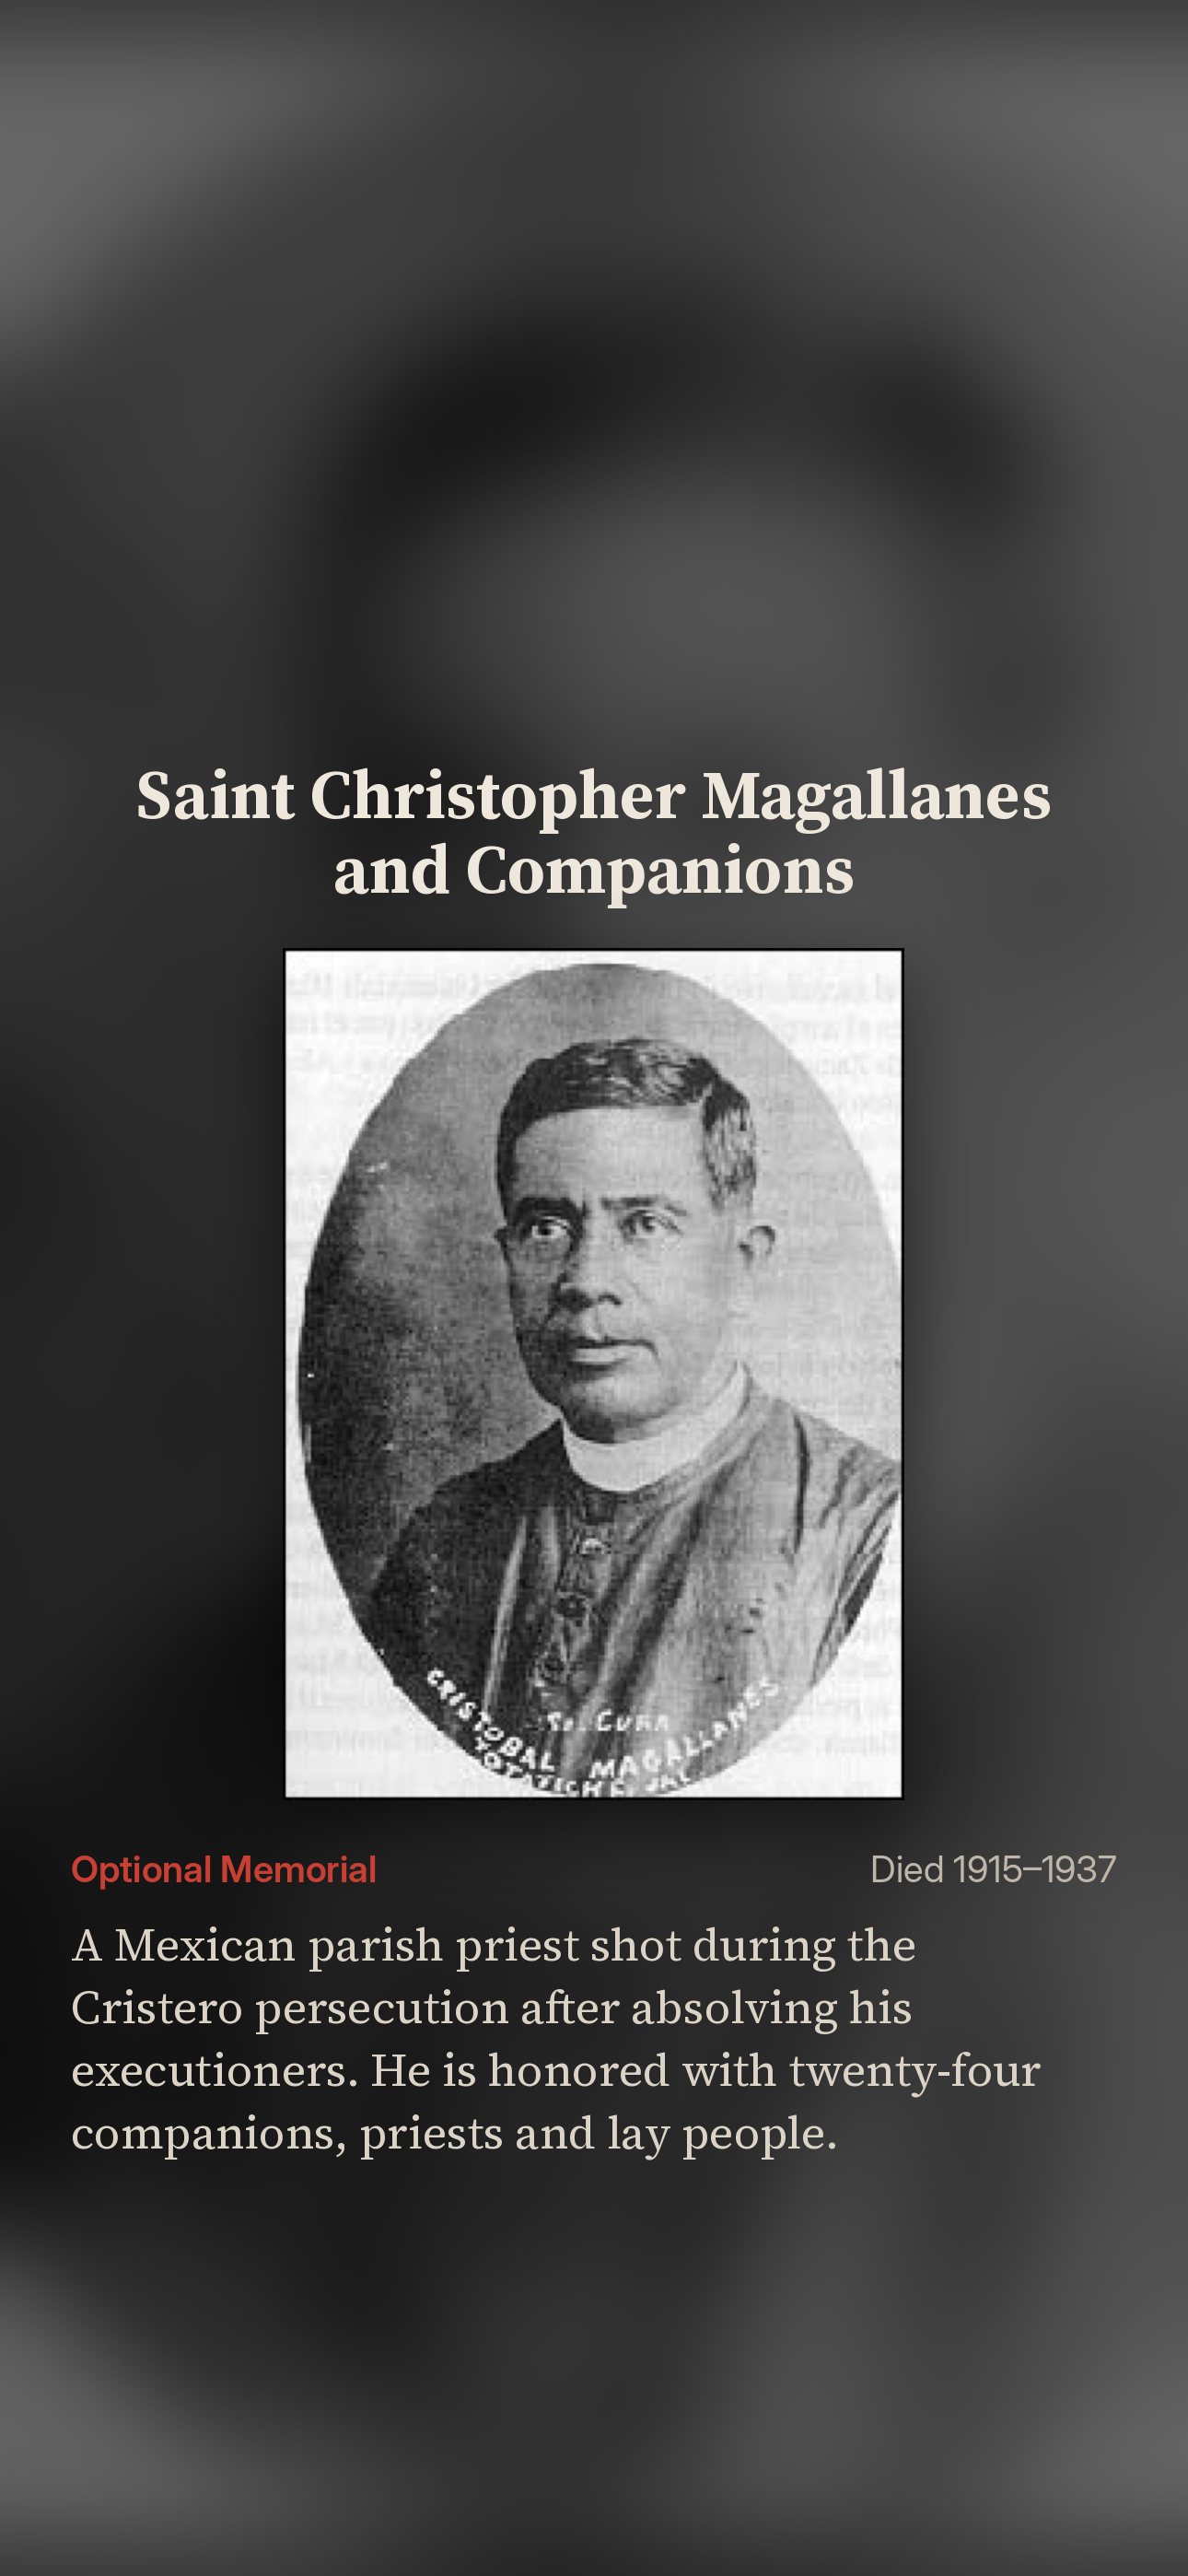 Saint Christopher Magallanes
and Companions
Sr. Cura
CRISTOBAL MAGALLANES
TOTATICHE, JAL
Optional Memorial
Died 1915–1937
A Mexican parish priest shot during the
Cristero persecution after absolving his
executioners. He is honored with twenty-four
companions, priests and lay people.